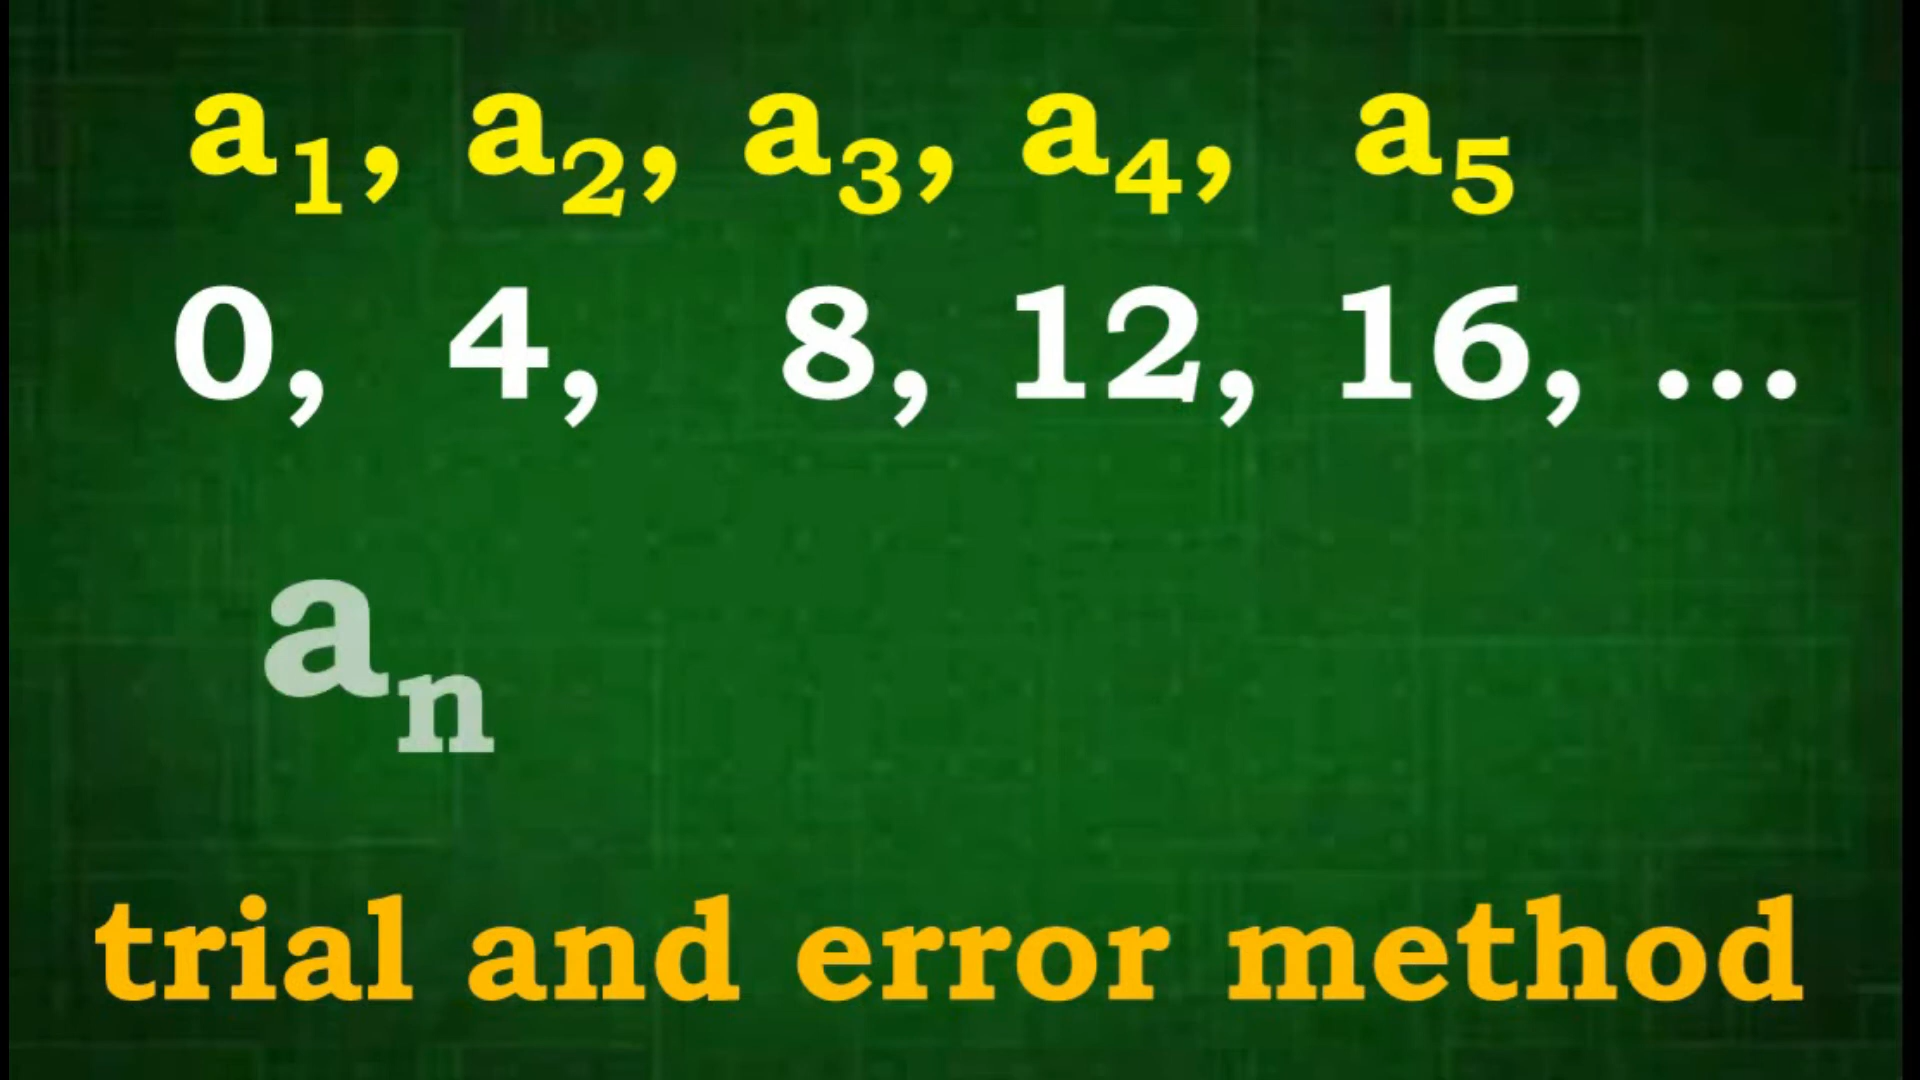 a₁, a₂, a₃, a₄, a₅
0, 4, 8, 12, 16, ...
aₙ
trial and error method